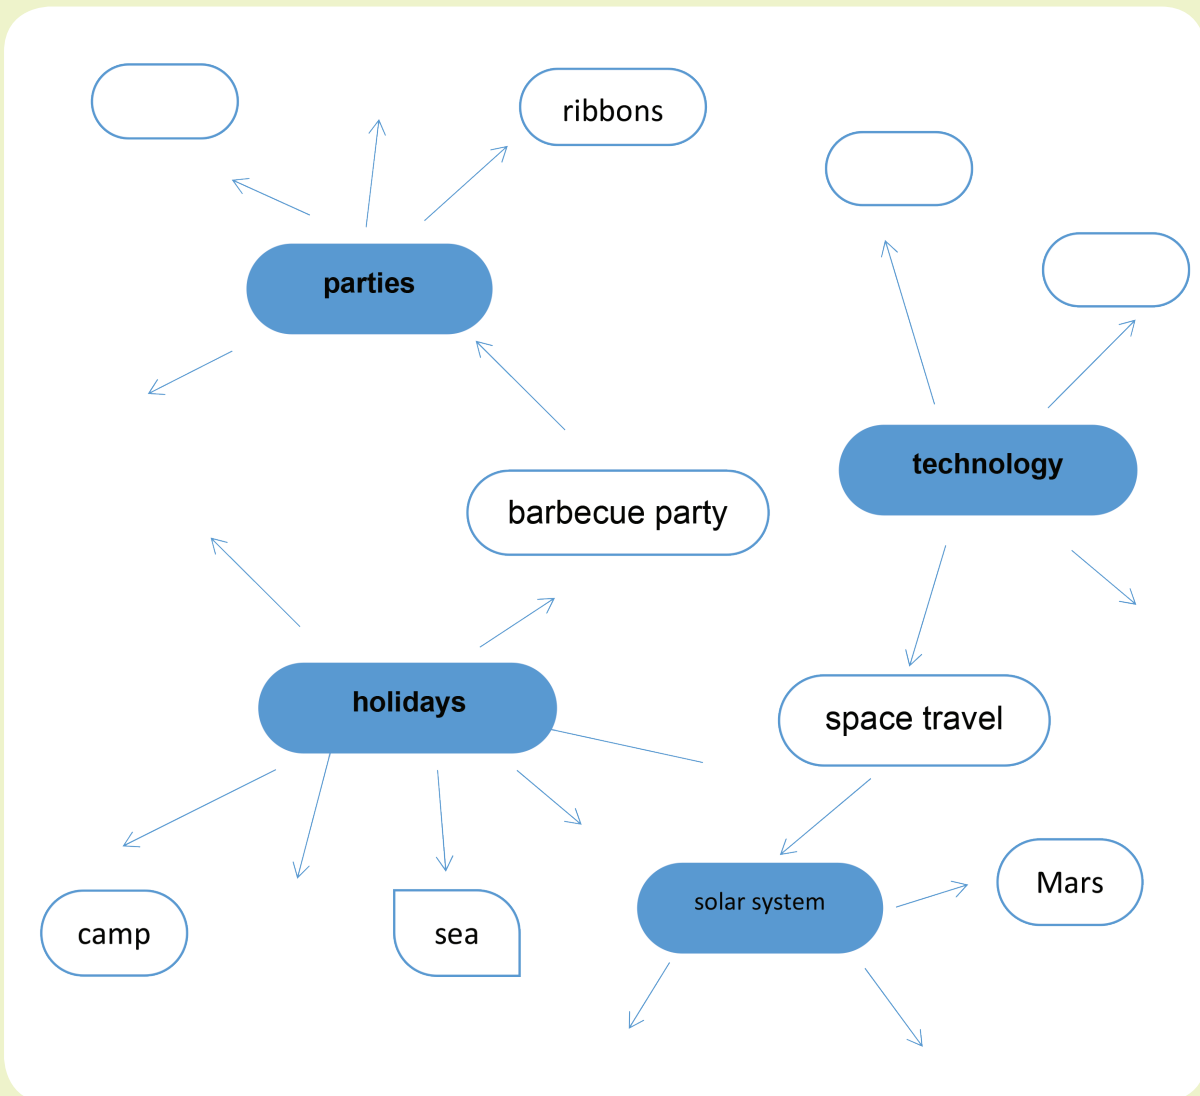 ribbons
parties
technology
barbecue party
holidays
space travel
Mars
solar system
camp
sea